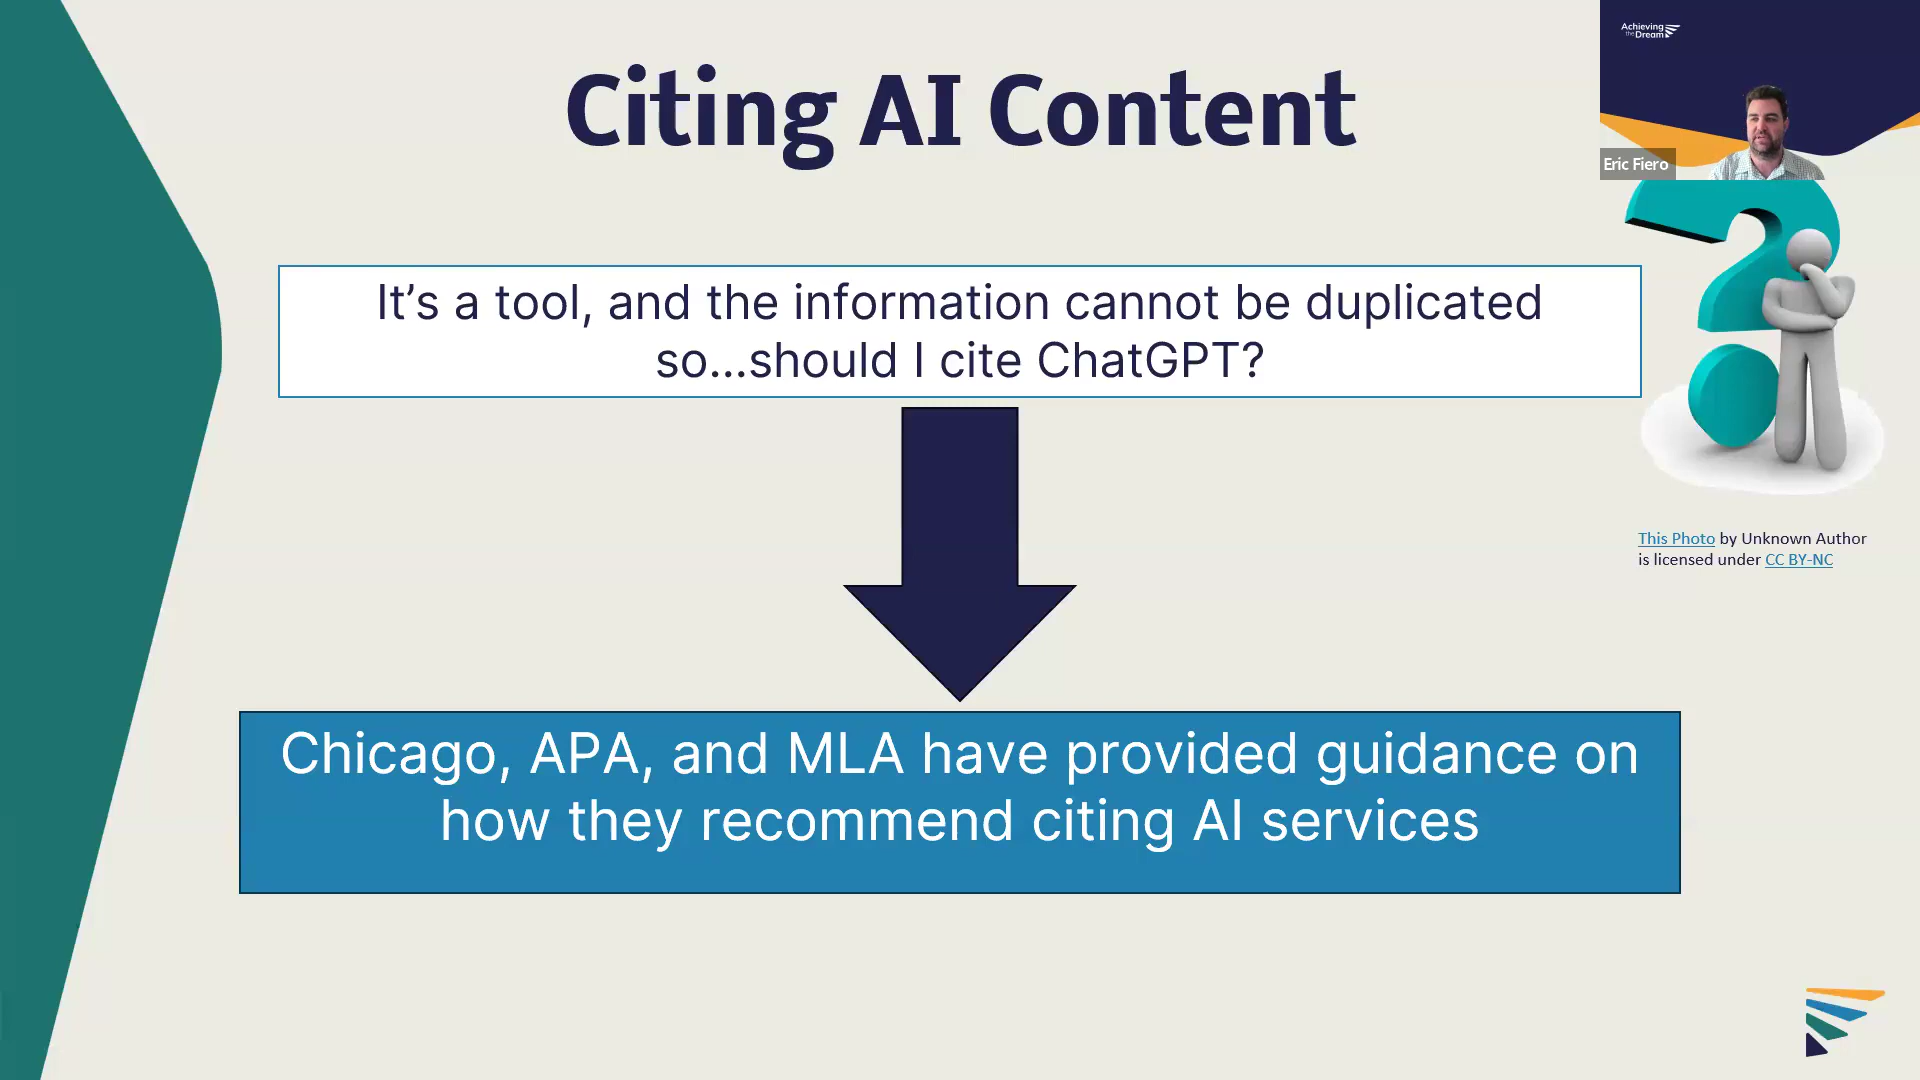 Citing AI Content
Achieving
the Dream
Eric Fiero
It’s a tool, and the information cannot be duplicated
so...should I cite ChatGPT?
This Photo by Unknown Author
is licensed under CC BY-NC
Chicago, APA, and MLA have provided guidance on
how they recommend citing AI services